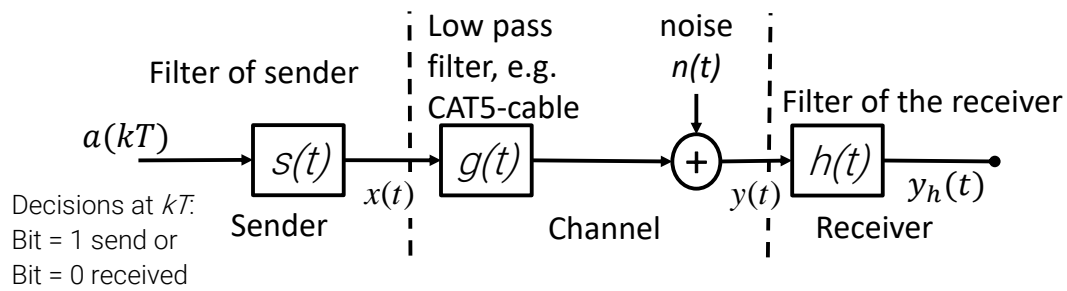 Low pass
filter, e.g.
CAT5-cable
noise
n(t)
Filter of sender
Filter of the receiver
a(kT)
s(t)
g(t)
+
h(t)
x(t)
y(t)
y_h(t)
Decisions at kT:
Bit = 1 send or
Bit = 0 received
Sender
Channel
Receiver